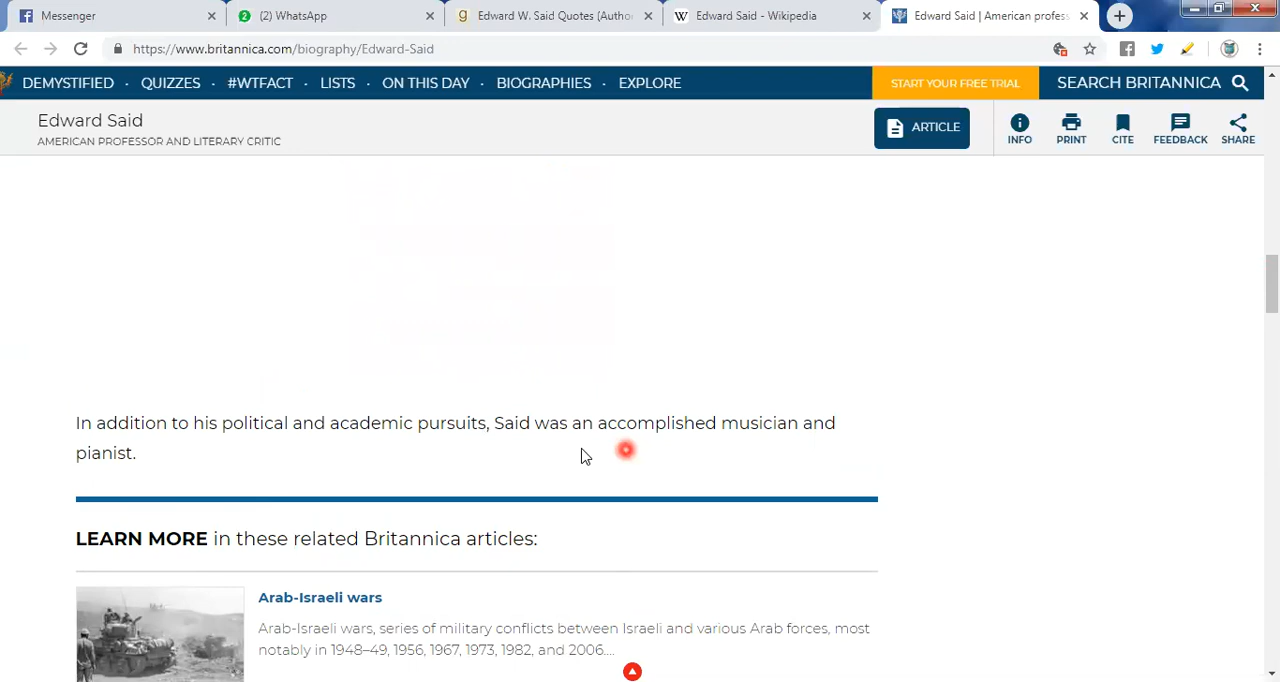 Messenger
(2) WhatsApp
Edward W. Said Quotes (Autho
Edward Said - Wikipedia
Edward Said | American profess
https://www.britannica.com/biography/Edward-Said
DEMYSTIFIED · QUIZZES · #WTFACT · LISTS · ON THIS DAY · BIOGRAPHIES · EXPLORE
START YOUR FREE TRIAL
SEARCH BRITANNICA
Edward Said
AMERICAN PROFESSOR AND LITERARY CRITIC
ARTICLE
INFO
PRINT
CITE
FEEDBACK
SHARE
In addition to his political and academic pursuits, Said was an accomplished musician and
pianist.
LEARN MORE in these related Britannica articles:
Arab-Israeli wars
Arab-Israeli wars, series of military conflicts between Israeli and various Arab forces, most
notably in 1948–49, 1956, 1967, 1973, 1982, and 2006....